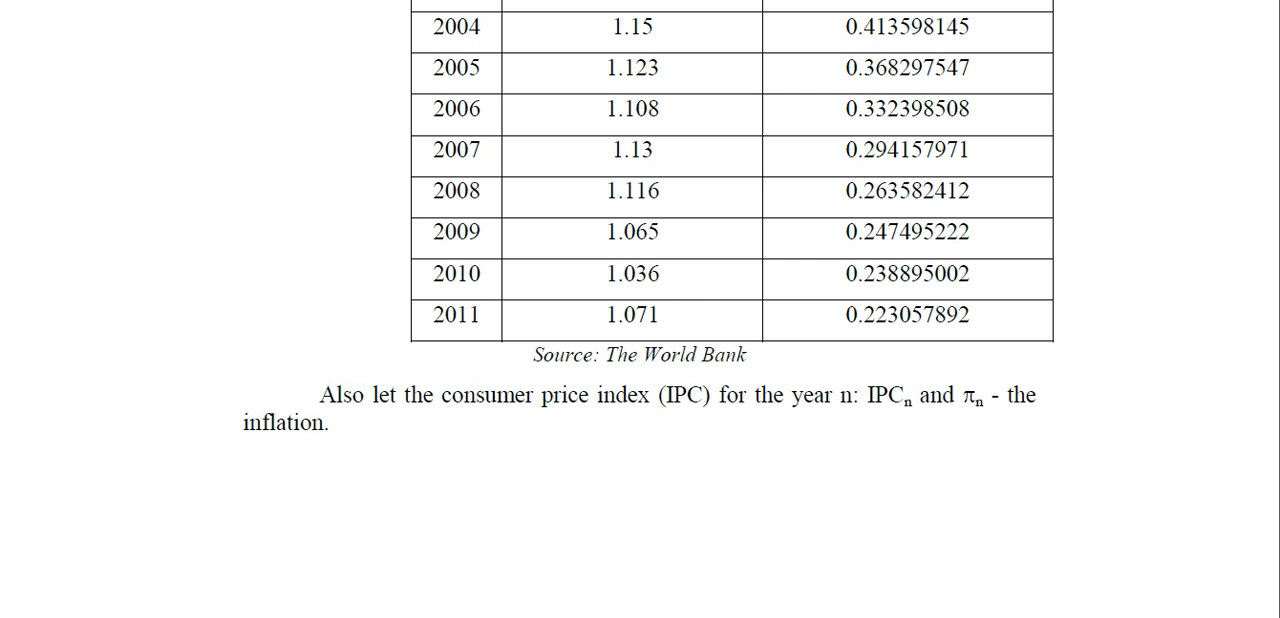 2004 1.15 0.413598145
2005 1.123 0.368297547
2006 1.108 0.332398508
2007 1.13 0.294157971
2008 1.116 0.263582412
2009 1.065 0.247495222
2010 1.036 0.238895002
2011 1.071 0.223057892
Source: The World Bank
Also let the consumer price index (IPC) for the year n: IPCₙ and πₙ - the
inflation.